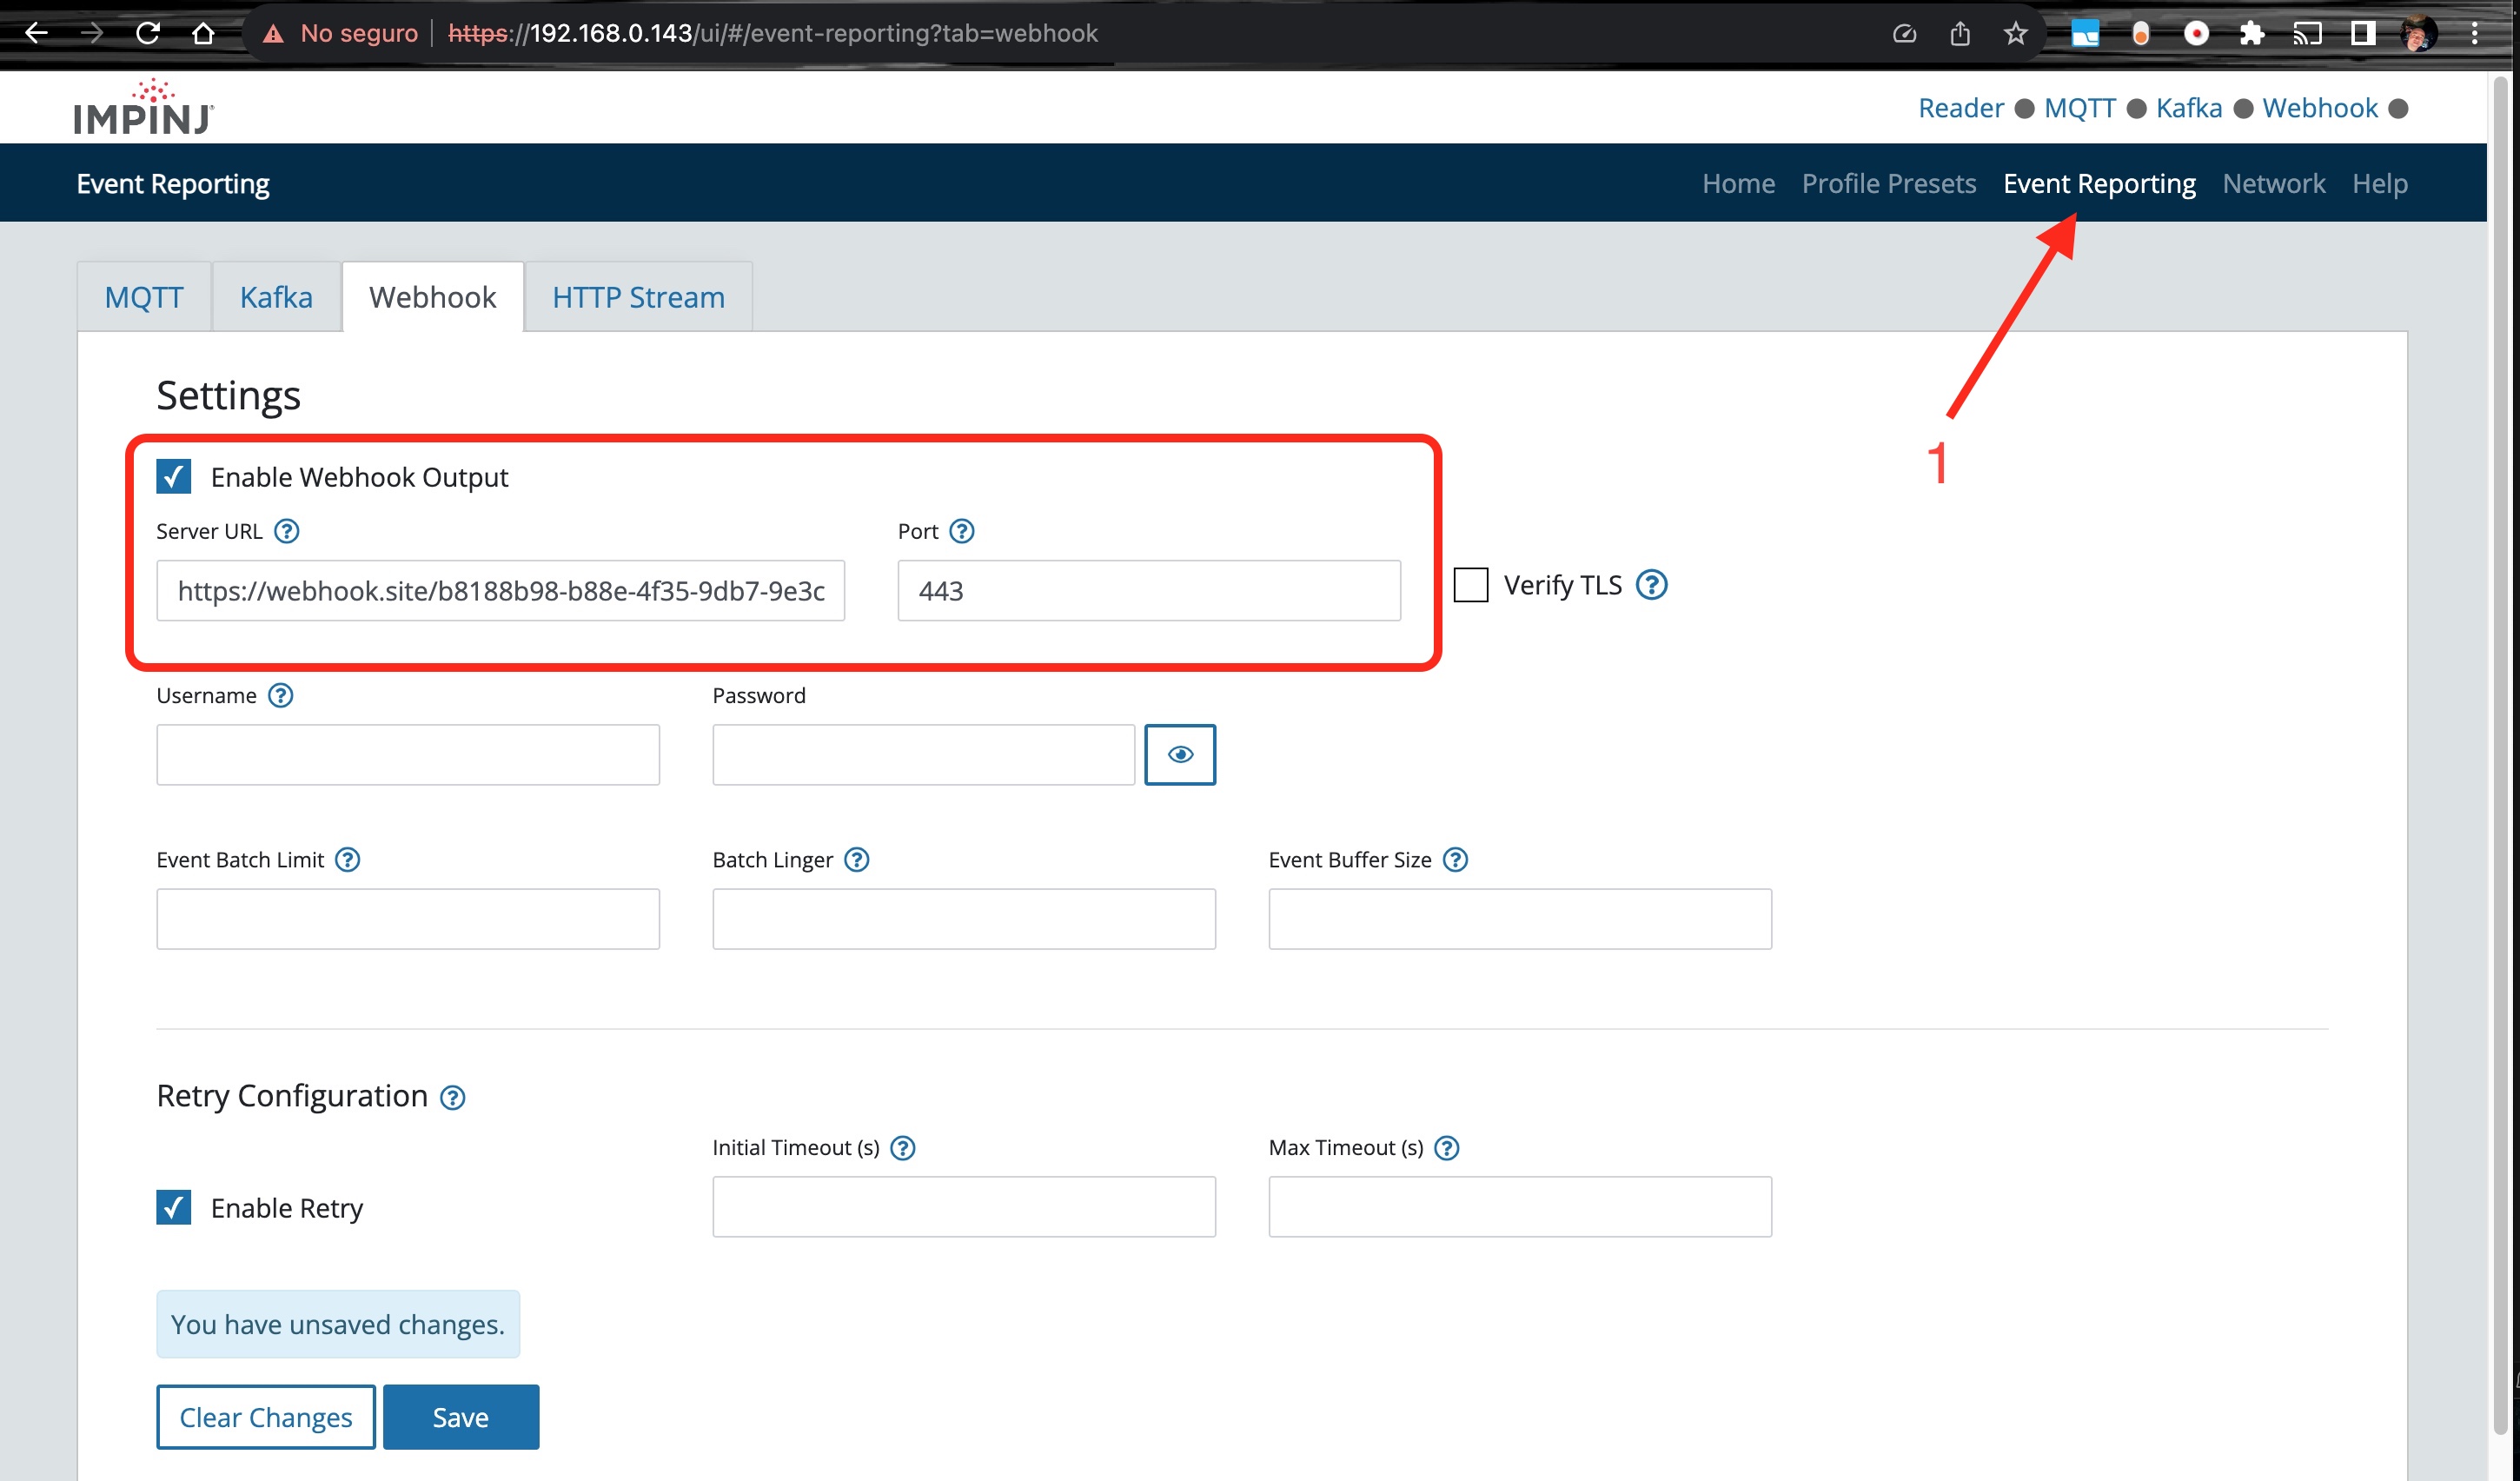 No seguro https://192.168.0.143/ui/#/event-reporting?tab=webhook
IMPINJ
Reader MQTT Kafka Webhook
Event Reporting
Home Profile Presets Event Reporting Network Help
MQTT Kafka Webhook HTTP Stream
1
Settings
Enable Webhook Output
Server URL ? Port ?
https://webhook.site/b8188b98-b88e-4f35-9db7-9e3c 443 Verify TLS ?
Username ? Password
Event Batch Limit ? Batch Linger ? Event Buffer Size ?
Retry Configuration ?
Initial Timeout (s) ? Max Timeout (s) ?
Enable Retry
You have unsaved changes.
Clear Changes Save